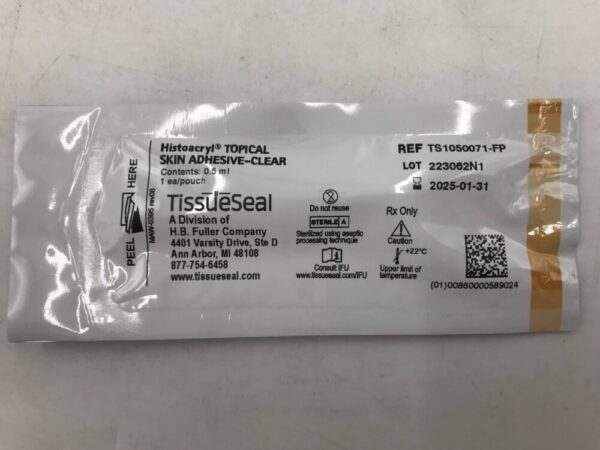 PEEL HERE
MAW-0395 rev08
Histoacryl® TOPICAL
SKIN ADHESIVE-CLEAR
Contents: 0.5 ml
1 ea/pouch
TissueSeal
A Division of
H.B. Fuller Company
4401 Varsity Drive, Ste D
Ann Arbor, MI 48108
877-754-6458
www.tissueseal.com
2
Do not reuse
STERILE A
Sterilized using aseptic
processing technique
i
Consult IFU
www.tissueseal.com/IFU
Rx Only
Caution
+22°C
Upper limit of
temperature
REF TS1050071-FP
LOT 223062N1
2025-01-31
(01)00860000589024